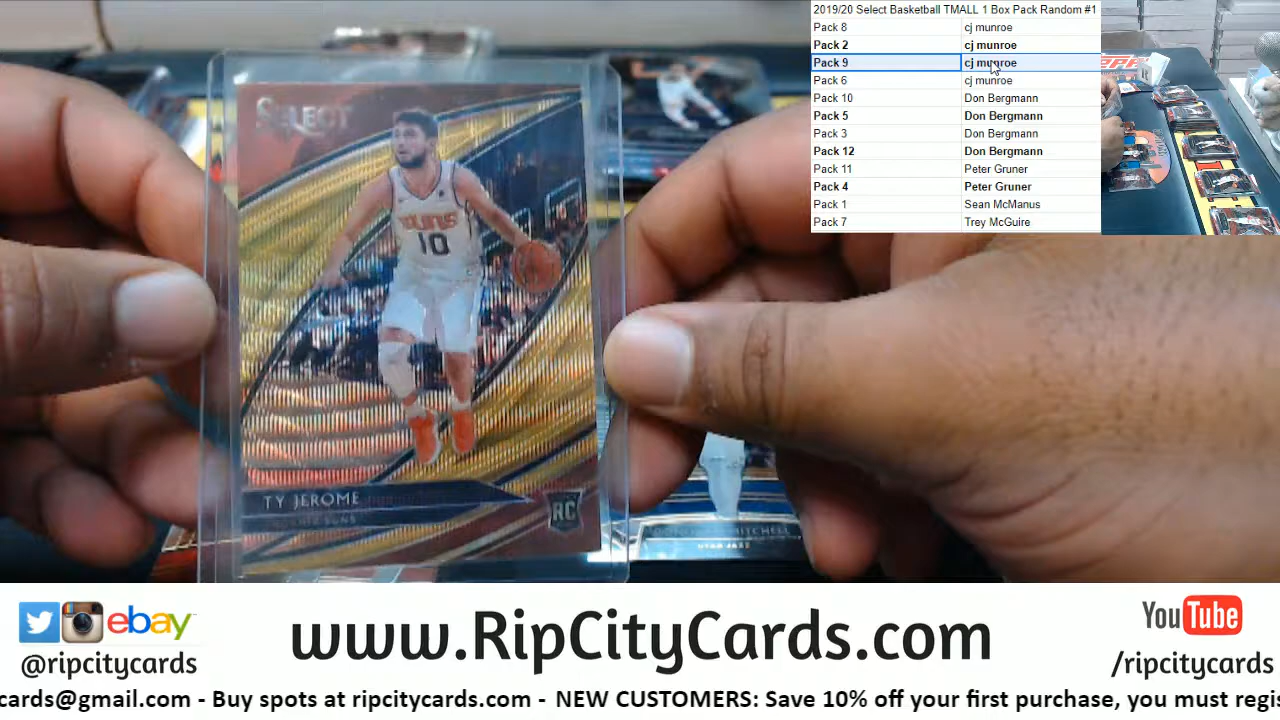 2019/20 Select Basketball TMALL 1 Box Pack Random #1
Pack 8 cj munroe
Pack 2 cj munroe
Pack 9 cj munroe
Pack 6 cj munroe
Pack 10 Don Bergmann
Pack 5 Don Bergmann
Pack 3 Don Bergmann
Pack 12 Don Bergmann
Pack 11 Peter Gruner
Pack 4 Peter Gruner
Pack 1 Sean McManus
Pack 7 Trey McGuire
SELECT
SUNS
10
TY JEROME
SUNS
RC
MITCHELL
UTAH JAZZ
ebay
@ripcitycards
www.RipCityCards.com
YouTube
/ripcitycards
cards@gmail.com - Buy spots at ripcitycards.com - NEW CUSTOMERS: Save 10% off your first purchase, you must regis